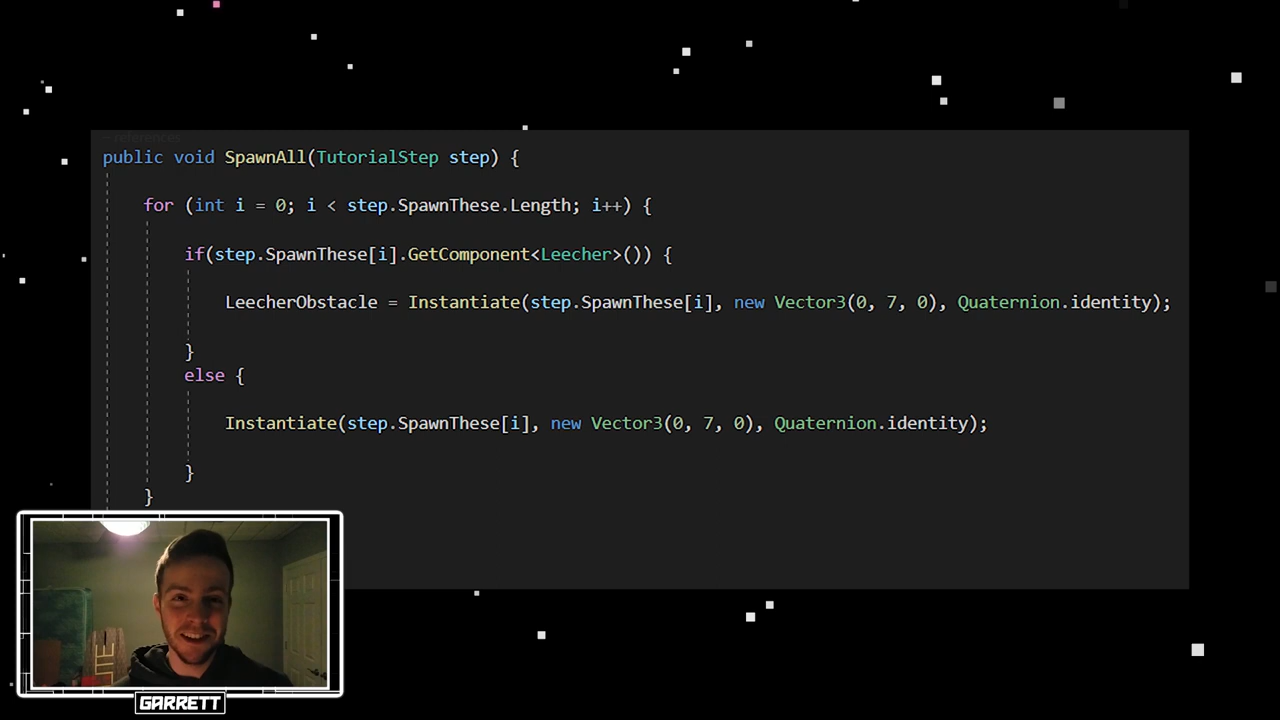 references
public void SpawnAll(TutorialStep step) {
for (int i = 0; i < step.SpawnThese.Length; i++) {
if(step.SpawnThese[i].GetComponent<Leecher>()) {
LeecherObstacle = Instantiate(step.SpawnThese[i], new Vector3(0, 7, 0), Quaternion.identity);
}
else {
Instantiate(step.SpawnThese[i], new Vector3(0, 7, 0), Quaternion.identity);
}
}
GARRETT